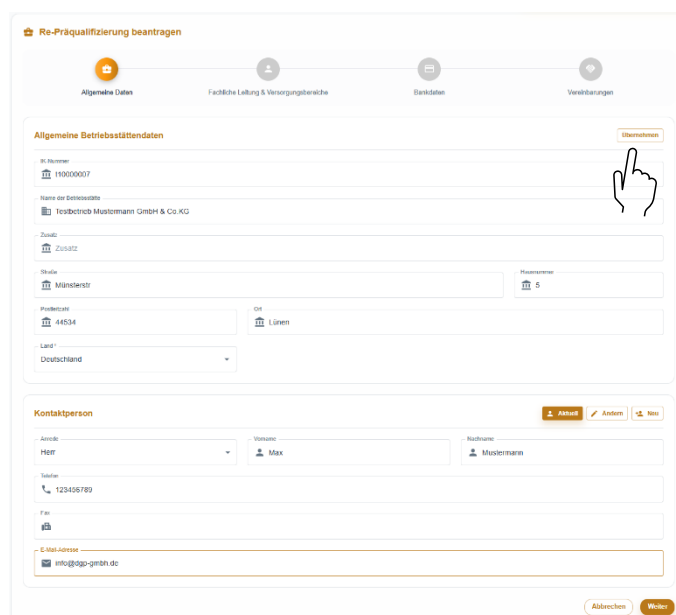 Re-Präqualifizierung beantragen
Allgemeine Daten
Fachliche Leitung & Versorgungsbereiche
Bankdaten
Vereinbarungen
Allgemeine Betriebsstättendaten
Übernehmen
IK-Nummer
I10000007
Name der Betriebsstätte
Testbetrieb Mustermann GmbH & Co.KG
Zusatz
Zusatz
Straße
Hausnummer
Münsterstr
5
Postleitzahl
Ort
44534
Lünen
Land *
Deutschland
Kontaktperson
Aktuell
Ändern
Neu
Anrede
Vorname
Nachname
Herr
Max
Mustermann
Telefon
123456789
Fax
E-Mail-Adresse
info@dgp-gmbh.de
Abbrechen
Weiter